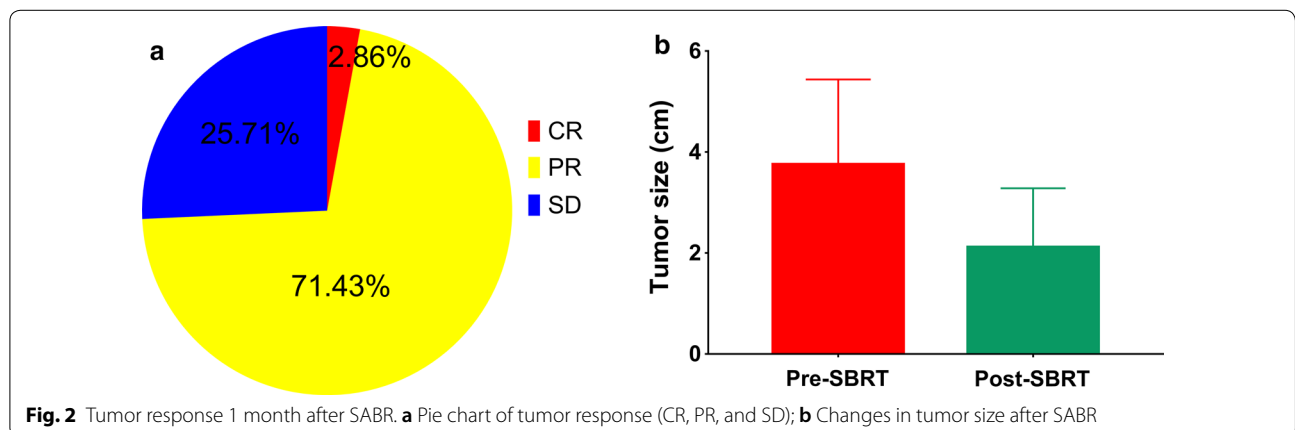 a
2.86%
25.71%
71.43%
CR
PR
SD
b
Tumor size (cm)
6
4
2
0
Pre-SBRT
Post-SBRT
Fig. 2 Tumor response 1 month after SABR. a Pie chart of tumor response (CR, PR, and SD); b Changes in tumor size after SABR